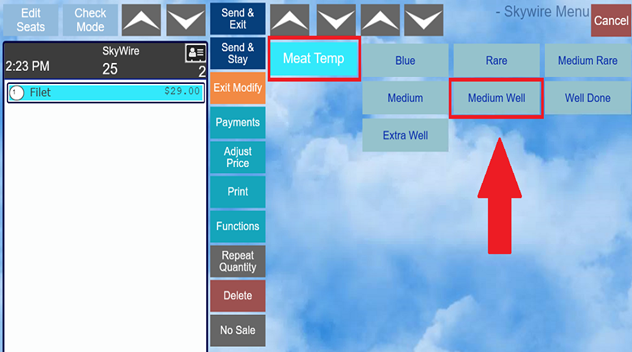 Edit
Seats
Check
Mode
SkyWire
2:23 PM
25
2
1
Filet
$29.00
Send &
Exit
Send &
Stay
Exit Modify
Payments
Adjust
Price
Print
Functions
Repeat
Quantity
Delete
No Sale
- Skywire Menu
Cancel
Meat Temp
Blue
Rare
Medium Rare
Medium
Medium Well
Well Done
Extra Well